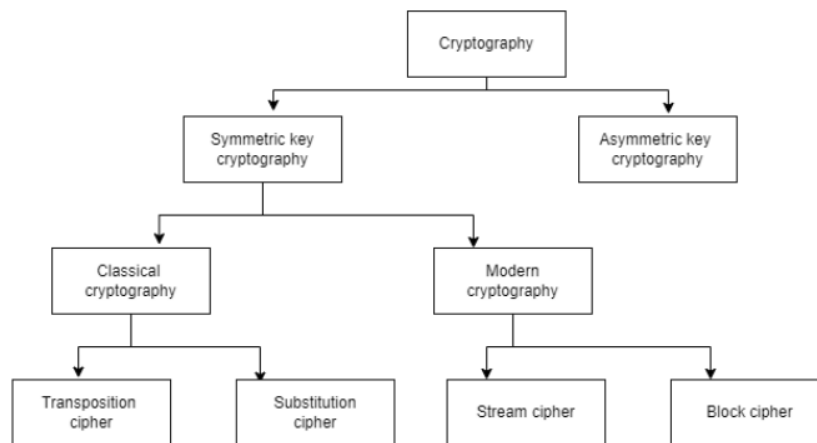 Cryptography
Symmetric key
cryptography
Asymmetric key
cryptography
Classical
cryptography
Modern
cryptography
Transposition
cipher
Substitution
cipher
Stream cipher
Block cipher